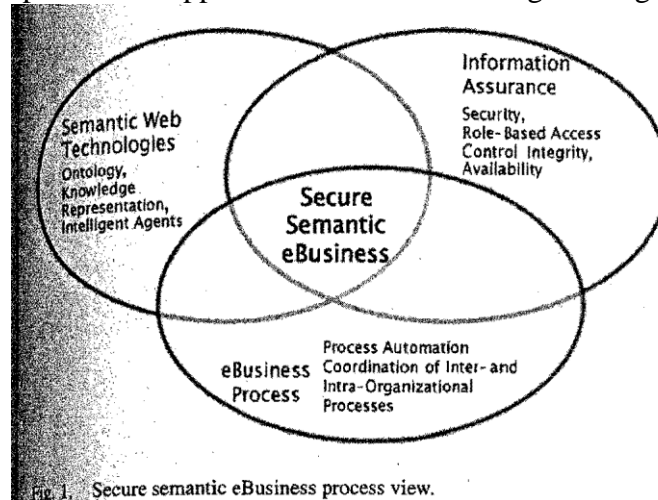 Semantic Web
Technologies
Ontology,
Knowledge
Representation,
Intelligent Agents
Information
Assurance
Security,
Role-Based Access
Control Integrity,
Availability
Secure
Semantic
eBusiness
eBusiness
Process
Process Automation
Coordination of Inter- and
Intra-Organizational
Processes
Fig. 1. Secure semantic eBusiness process view.